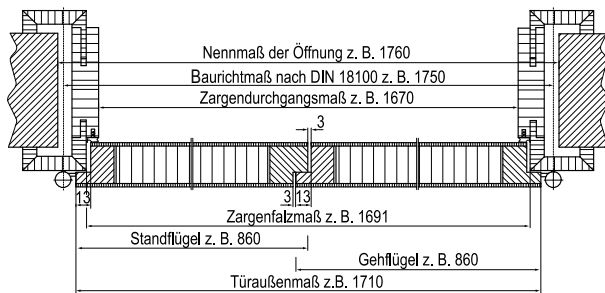 Nennmaß der Öffnung z. B. 1760
Baurichtmaß nach DIN 18100 z. B. 1750
Zargendurchgangsmaß z. B. 1670
3
13
3
13
Zargenfalzmaß z. B. 1691
Standflügel z. B. 860
Gehflügel z. B. 860
Türaußenmaß z.B. 1710